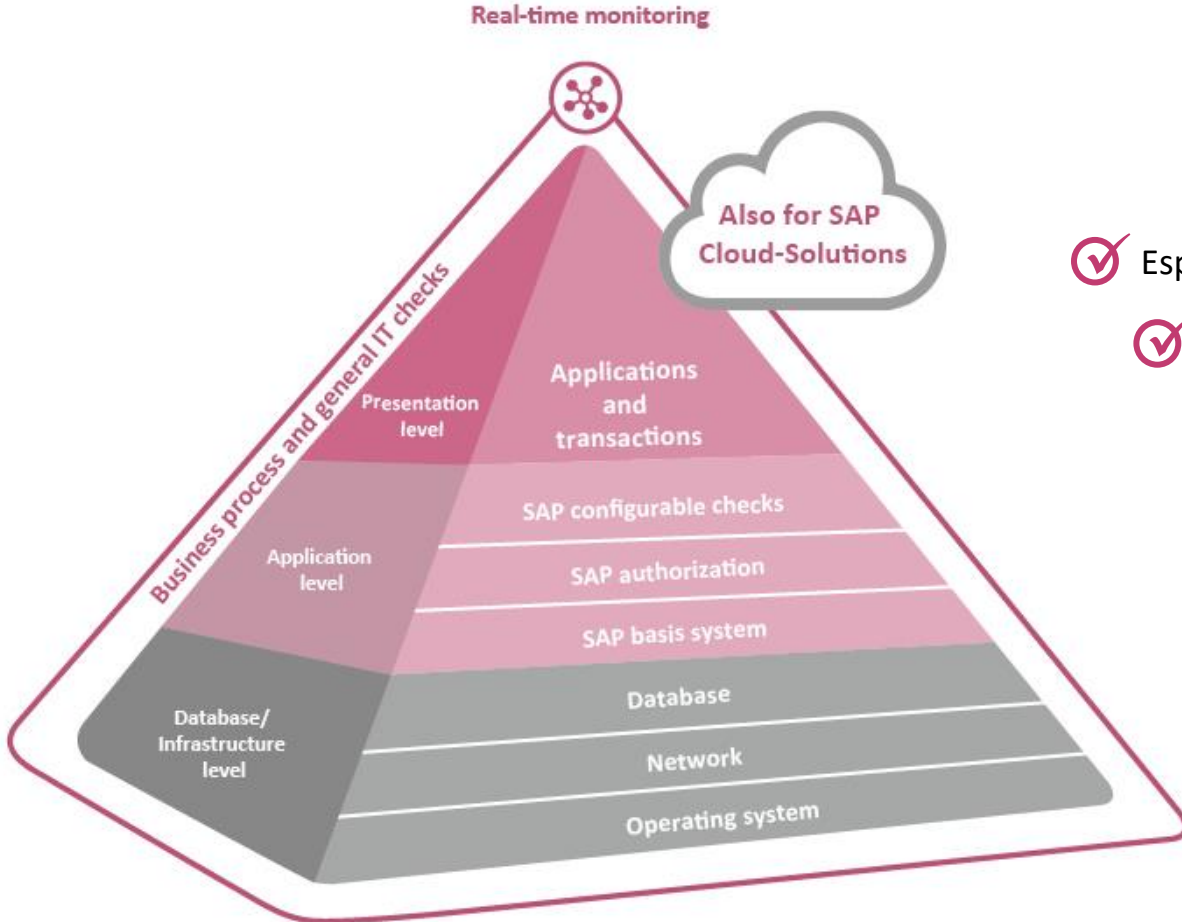 Real-time monitoring
Also for SAP
Cloud-Solutions
Business process and general IT checks
Presentation
level
Applications
and
transactions
Application
level
SAP configurable checks
SAP authorization
SAP basis system
Database/
Infrastructure
level
Database
Network
Operating system